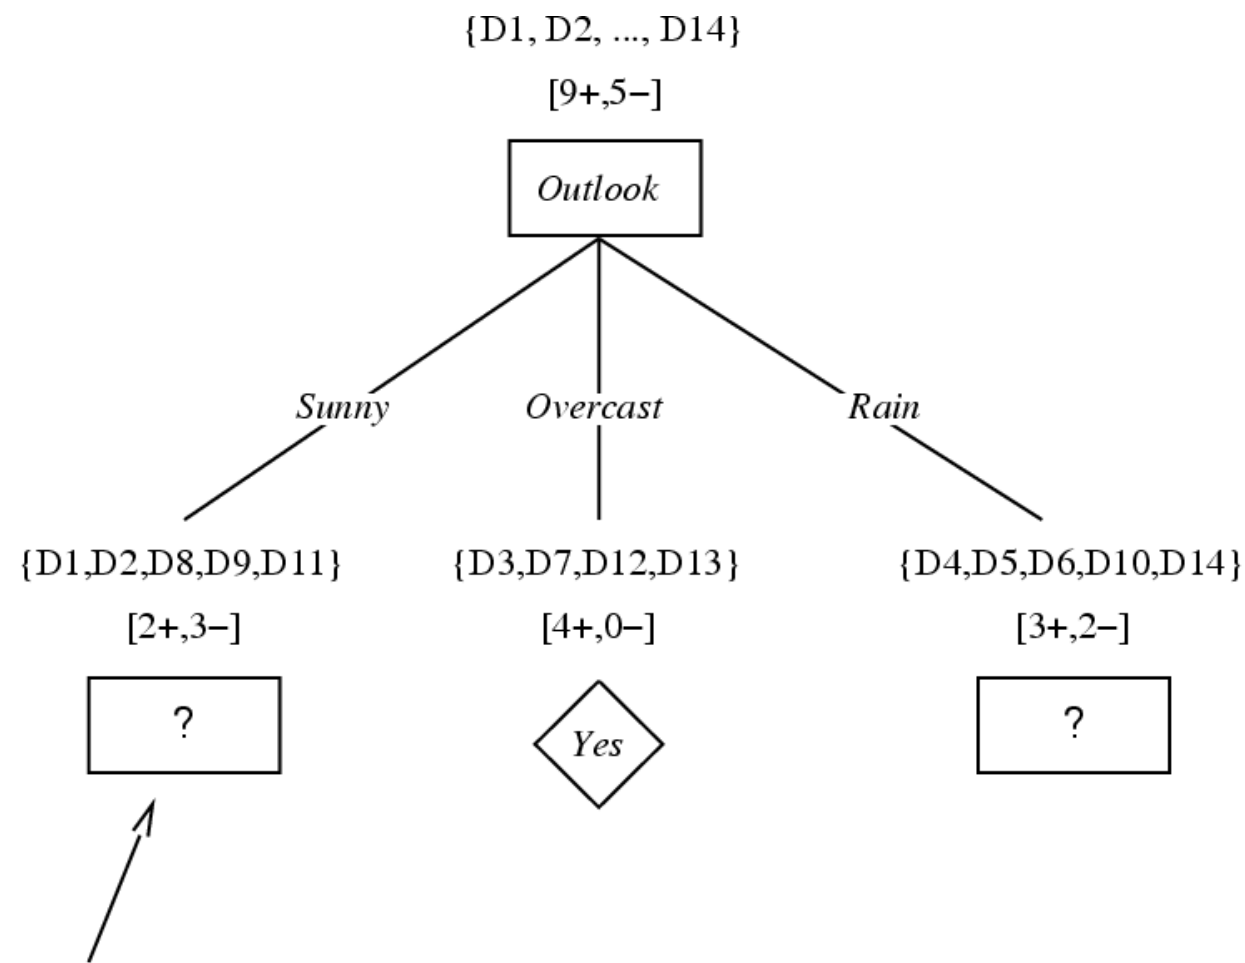 {D1, D2, ..., D14}
[9+,5−]
Outlook
Sunny
Overcast
Rain
{D1,D2,D8,D9,D11}
{D3,D7,D12,D13}
{D4,D5,D6,D10,D14}
[2+,3−]
[4+,0−]
[3+,2−]
?
Yes
?